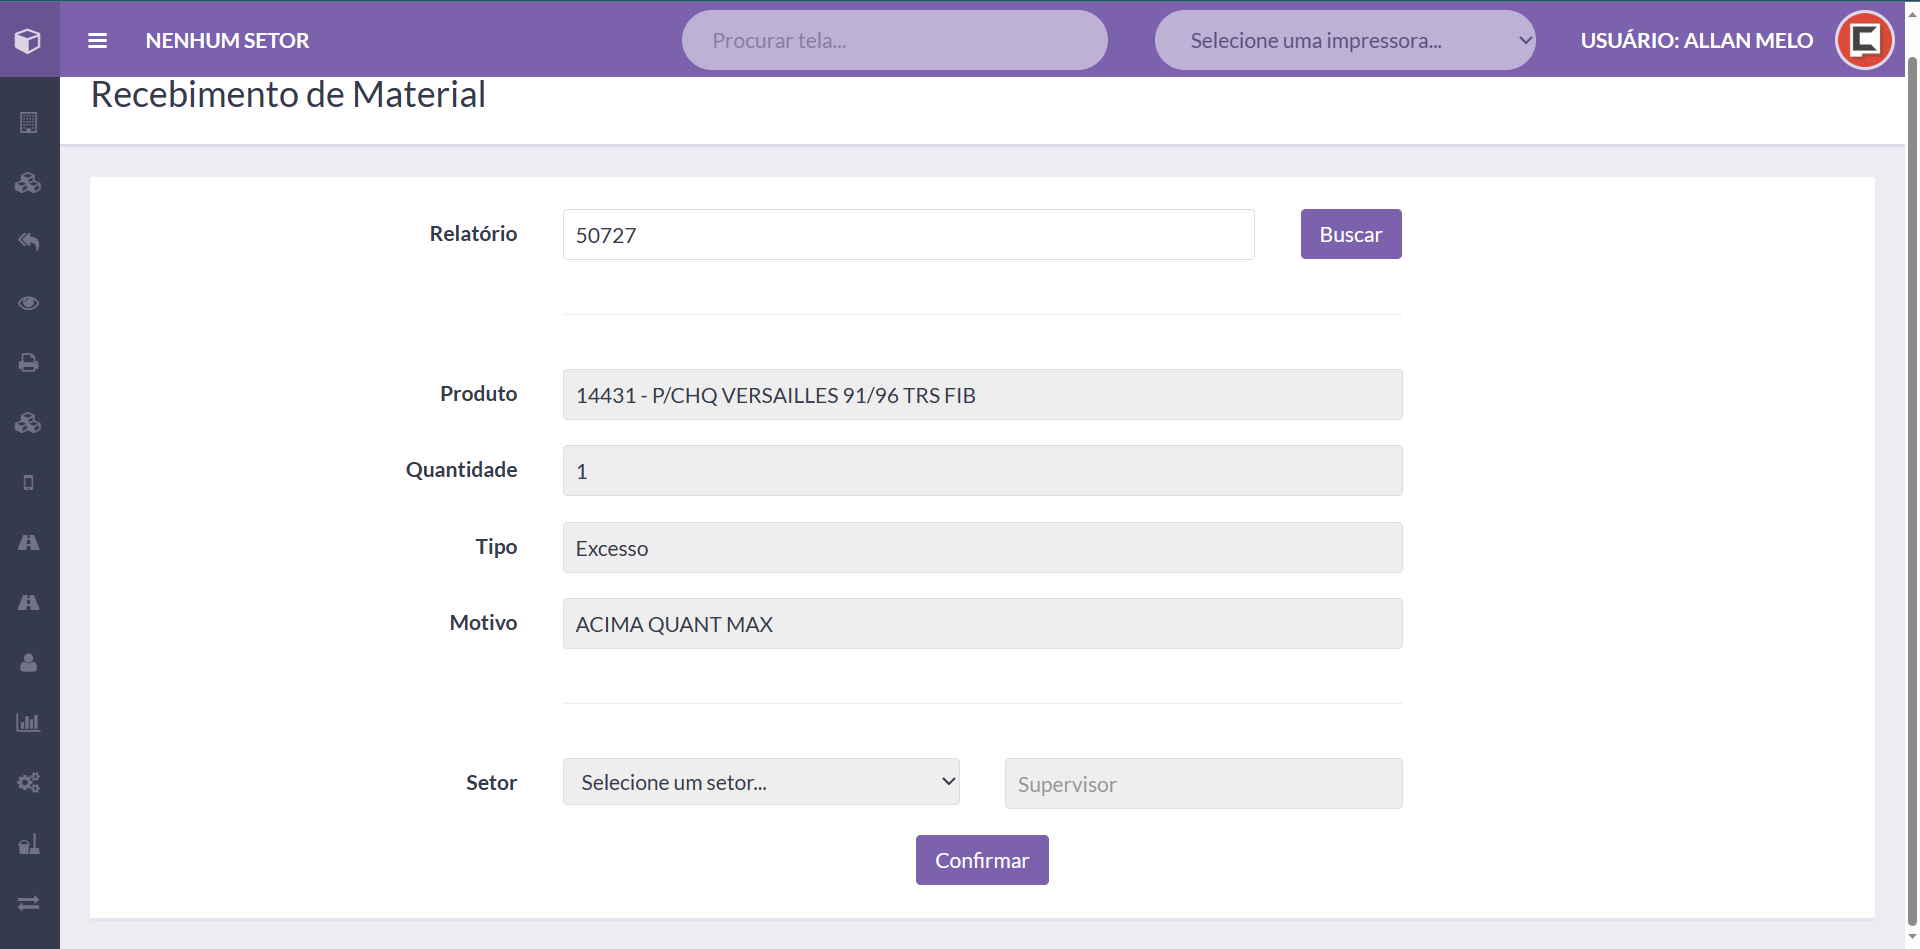 NENHUM SETOR
Procurar tela...
Selecione uma impressora...
USUÁRIO: ALLAN MELO
Recebimento de Material
Relatório
50727
Buscar
Produto
14431 - P/CHQ VERSAILLES 91/96 TRS FIB
Quantidade
1
Tipo
Excesso
Motivo
ACIMA QUANT MAX
Setor
Selecione um setor...
Supervisor
Confirmar